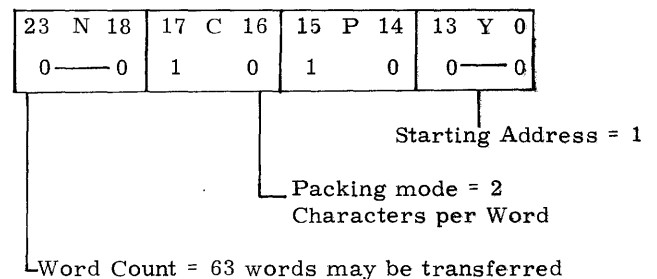 23 N 18 17 C 16 15 P 14 13 Y 0
0——0 1 0 1 0 0——0
Starting Address = 1
Packing mode = 2
Characters per Word
Word Count = 63 words may be transferred